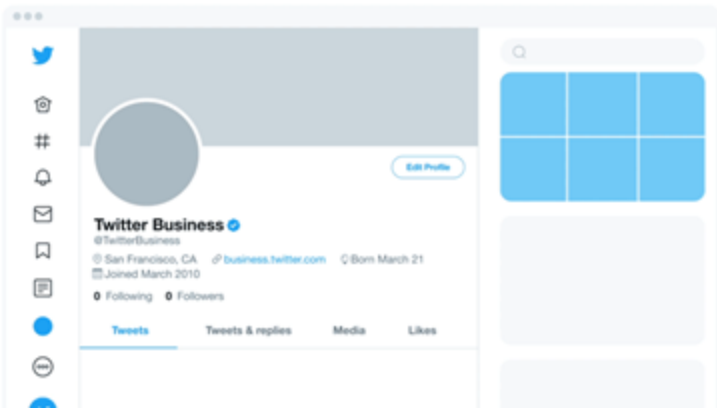 Edit Profile
Twitter Business
@TwitterBusiness
San Francisco, CA business.twitter.com Born March 21
Joined March 2010
0 Following 0 Followers
Tweets Tweets & replies Media Likes